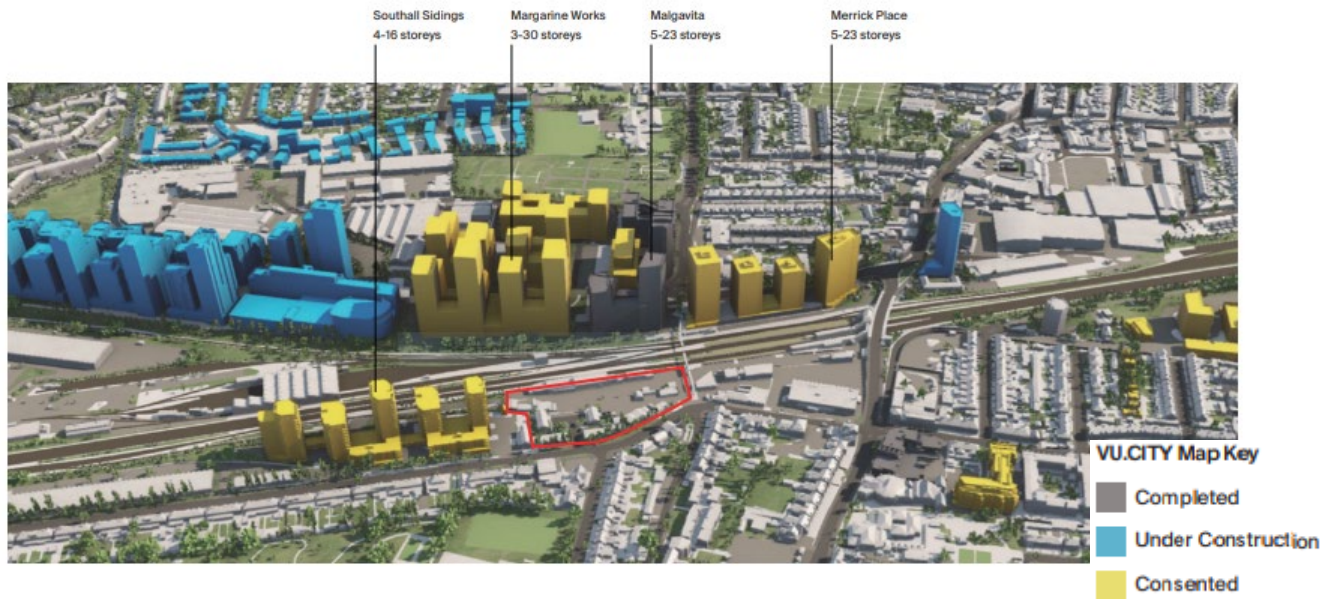 Southall Sidings
4-16 storeys
Margarine Works
3-30 storeys
Malgavita
5-23 storeys
Merrick Place
5-23 storeys
VU.CITY Map Key
Completed
Under Construction
Consented